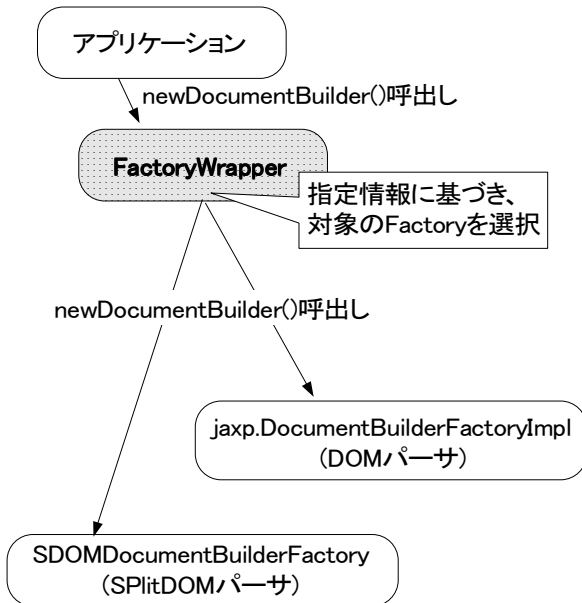 アプリケーション
newDocumentBuilder()呼出し
FactoryWrapper
指定情報に基づき、
対象のFactoryを選択
newDocumentBuilder()呼出し
jaxp.DocumentBuilderFactoryImpl
(DOMパーサ)
SDOMDocumentBuilderFactory
(SPlitDOMパーサ)